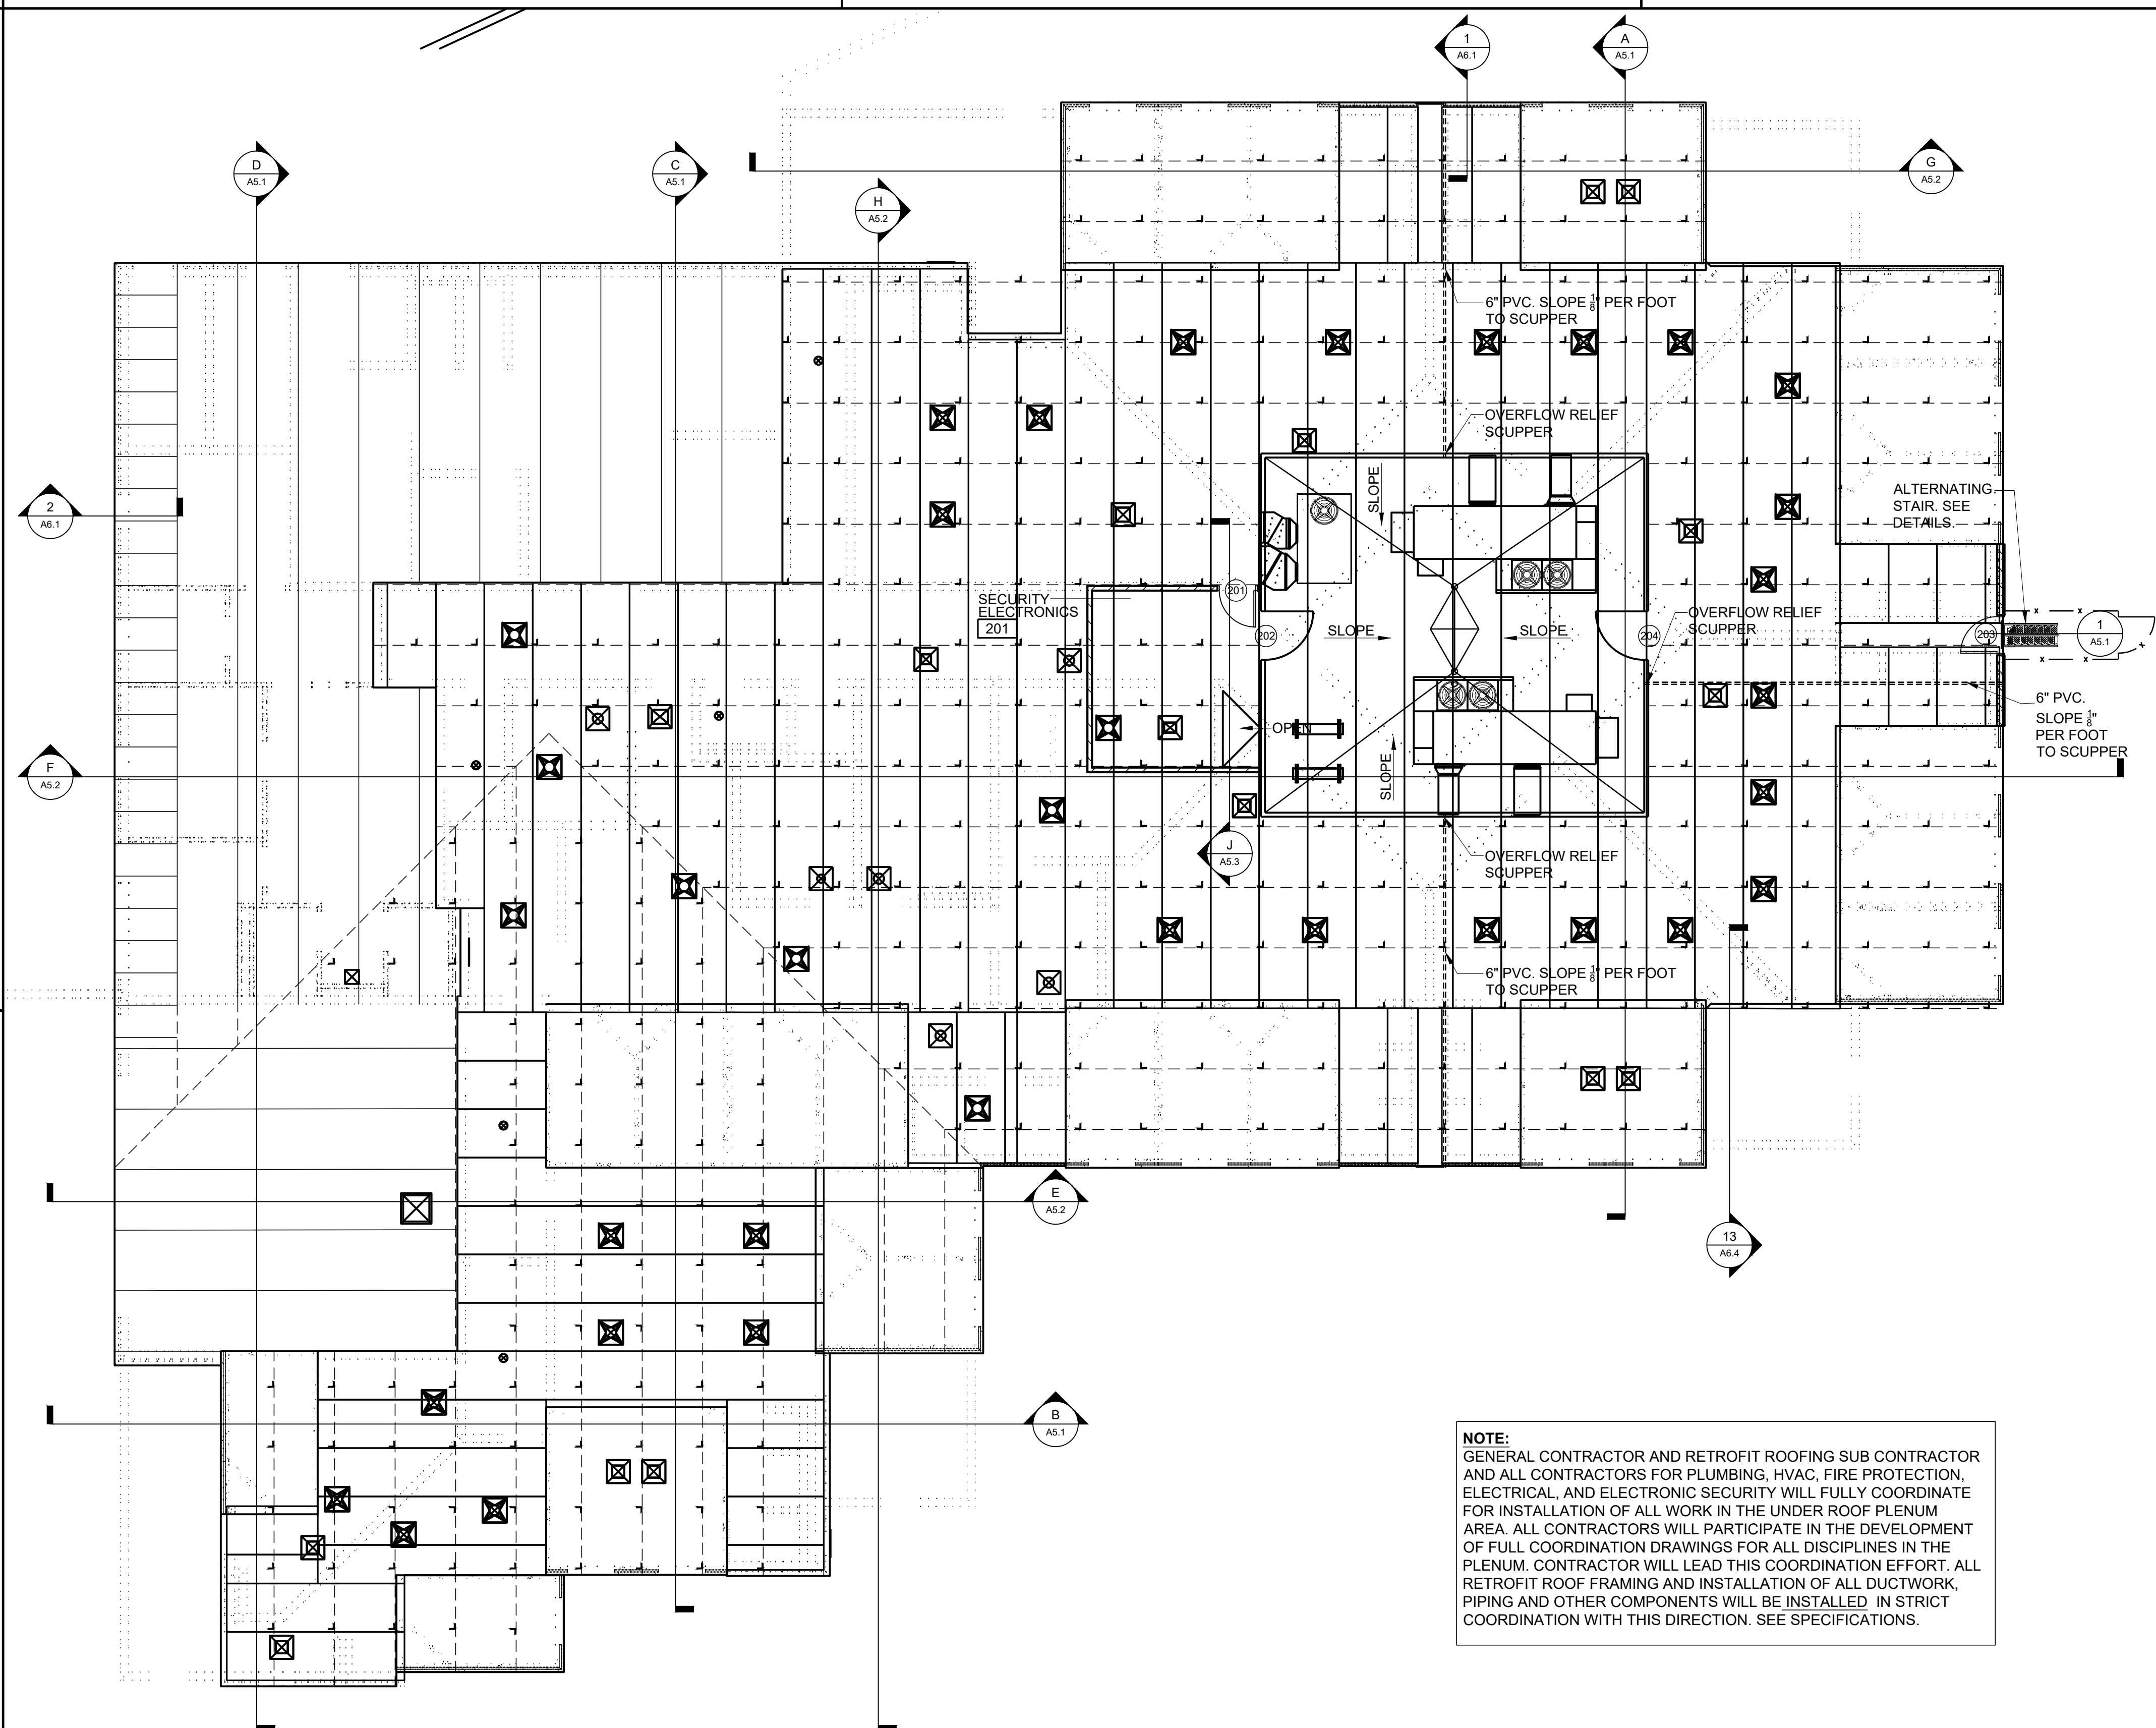 1
A6.1
A
A5.1
D
A5.1
C
A5.1
G
A5.2
H
A5.2
6" PVC. SLOPE 1/8" PER FOOT
TO SCUPPER
OVERFLOW RELIEF
SCUPPER
SLOPE
ALTERNATING
STAIR. SEE
DETAILS.
2
A6.1
SECURITY
ELECTRONICS
201
201
202
SLOPE
SLOPE
204
OVERFLOW RELIEF
SCUPPER
203
1
A5.1
6" PVC.
SLOPE 1/8"
PER FOOT
TO SCUPPER
OPEN
SLOPE
F
A5.2
J
A5.3
OVERFLOW RELIEF
SCUPPER
6" PVC. SLOPE 1/8" PER FOOT
TO SCUPPER
E
A5.2
13
A6.4
B
A5.1
NOTE:
GENERAL CONTRACTOR AND RETROFIT ROOFING SUB CONTRACTOR
AND ALL CONTRACTORS FOR PLUMBING, HVAC, FIRE PROTECTION,
ELECTRICAL, AND ELECTRONIC SECURITY WILL FULLY COORDINATE
FOR INSTALLATION OF ALL WORK IN THE UNDER ROOF PLENUM
AREA. ALL CONTRACTORS WILL PARTICIPATE IN THE DEVELOPMENT
OF FULL COORDINATION DRAWINGS FOR ALL DISCIPLINES IN THE
PLENUM. CONTRACTOR WILL LEAD THIS COORDINATION EFFORT. ALL
RETROFIT ROOF FRAMING AND INSTALLATION OF ALL DUCTWORK,
PIPING AND OTHER COMPONENTS WILL BE INSTALLED IN STRICT
COORDINATION WITH THIS DIRECTION. SEE SPECIFICATIONS.